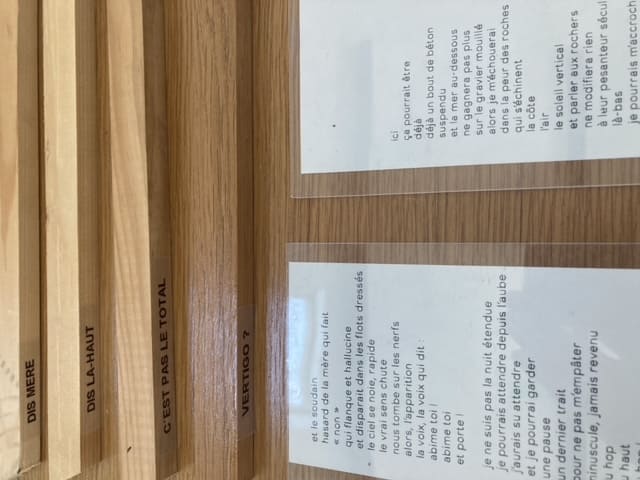 DIS MERE
DIS LA-HAUT
C'EST PAS LE TOTAL
VERTIGO ?
ici
ça pourrait être
déjà
déjà un bout de béton
suspendu
et la mer au-dessous
ne gagnera pas plus
sur le gravier mouillé
alors je m'échouerai
dans la peur des roches
qui s'échinent
la côte
l'air
le soleil vertical
et parler aux rochers
ne modifiera rien
à leur pesanteur sécul
là-bas
je pourrais m'accroch
et le soudain
hasard de la mère qui fait
« non »
qui flanque et hallucine
et disparaît dans les flots dressés
le ciel se noie, rapide
le vrai sens chute
nous tombe sur les nerfs
alors, l'apparition
la voix, la voix qui dit :
abîme toi !
abîme toi
et porte !
je ne suis pas la nuit étendue
je pourrais attendre depuis l'aube
j'aurais su attendre
et je pourrai garder
une pause
un dernier trait
pour ne pas m'empâter
minuscule, jamais revenu
u hop
u haut